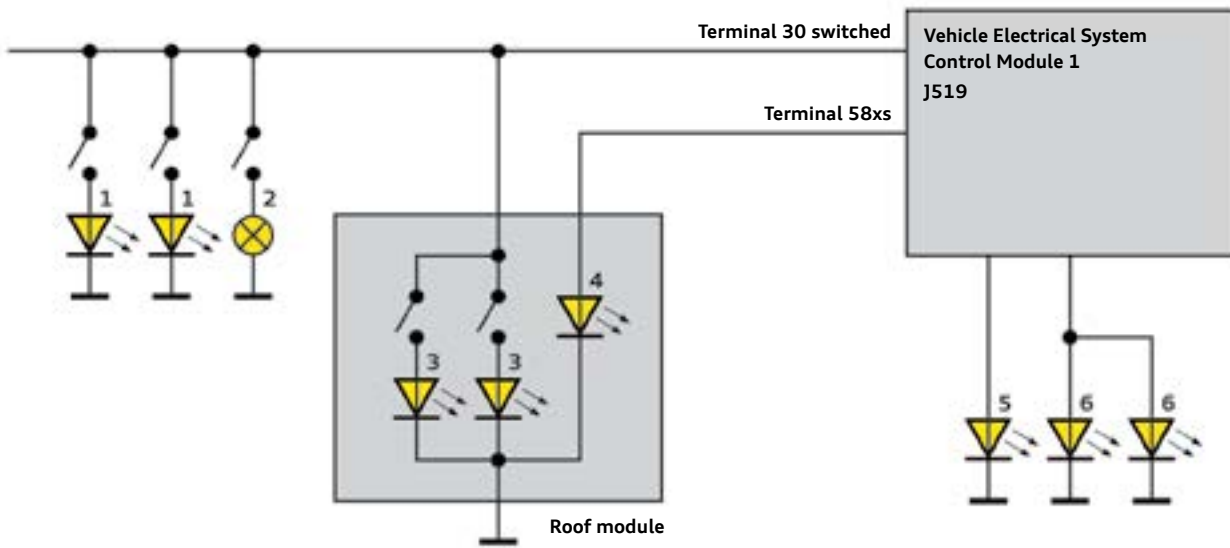 Terminal 30 switched
Vehicle Electrical System
Control Module 1
J519
Terminal 58xs
1 1 2
4
3 3
5 6 6
Roof module